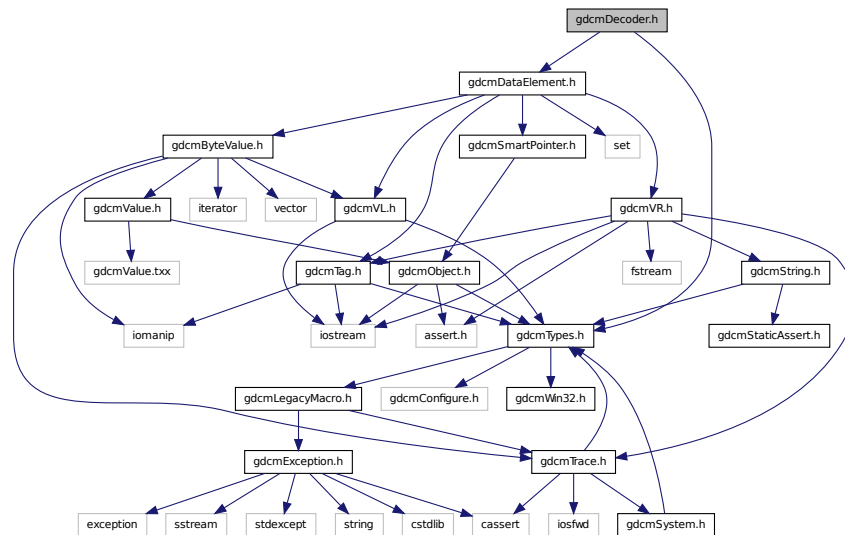 gdcmDecoder.h
gdcmDataElement.h
gdcmByteValue.h
gdcmSmartPointer.h
set
gdcmValue.h
iterator
vector
gdcmVL.h
gdcmVR.h
gdcmValue.txx
gdcmTag.h
gdcmObject.h
fstream
gdcmString.h
iomanip
iostream
assert.h
gdcmTypes.h
gdcmStaticAssert.h
gdcmLegacyMacro.h
gdcmConfigure.h
gdcmWin32.h
gdcmException.h
gdcmTrace.h
exception
sstream
stdexcept
string
cstdlib
cassert
iosfwd
gdcmSystem.h